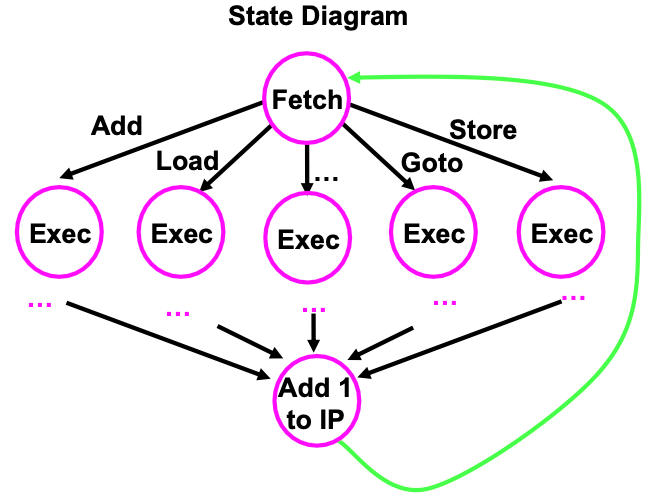 State Diagram
Fetch
Add
Load
...
Goto
Store
Exec
Exec
Exec
Exec
Exec
...
...
...
...
...
Add 1
to IP